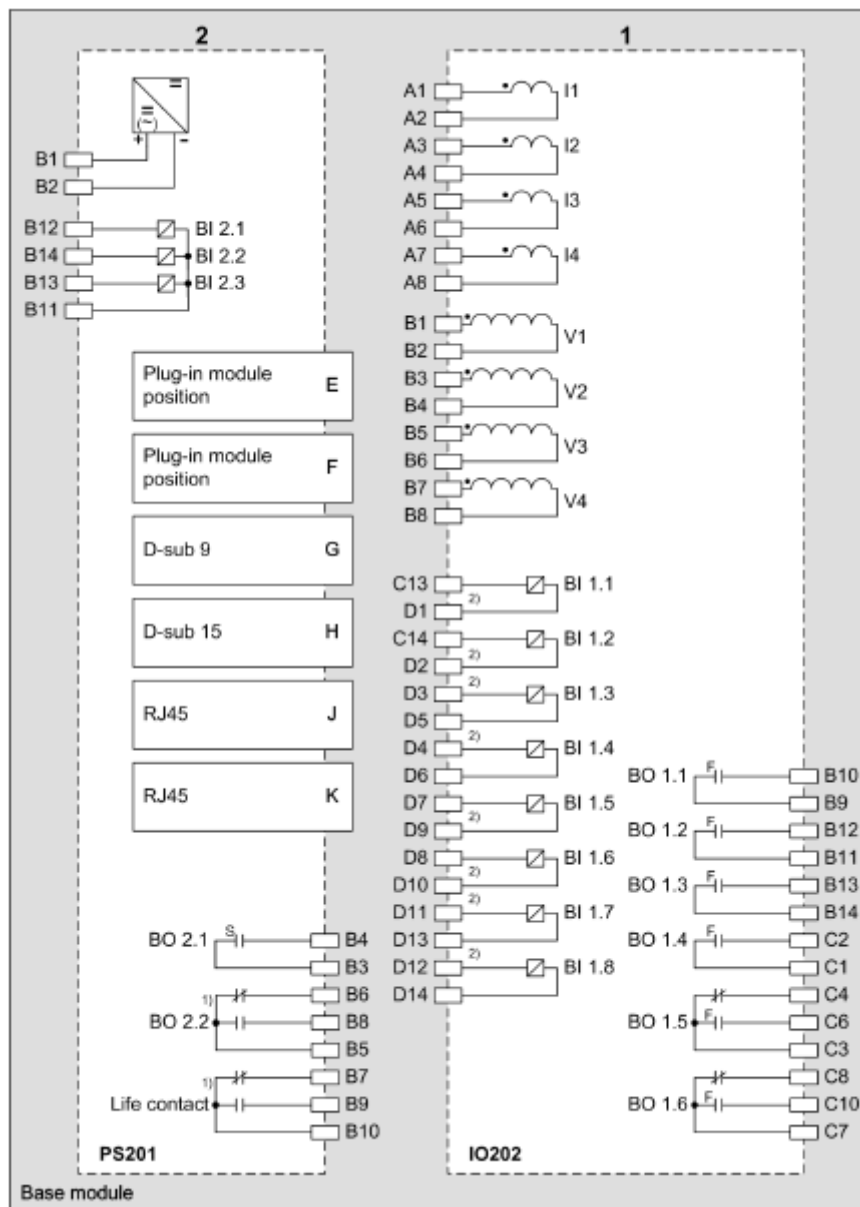 2
1
+
-
B1
B2
B12 BI 2.1
B14 BI 2.2
B13 BI 2.3
B11
Plug-in module
position E
Plug-in module
position F
D-sub 9 G
D-sub 15 H
RJ45 J
RJ45 K
BO 2.1 S B4
B3
1) B6
BO 2.2 B8
B5
1) B7
Life contact B9
B10
PS201
A1 I1
A2
A3 I2
A4
A5 I3
A6
A7 I4
A8
B1 V1
B2
B3 V2
B4
B5 V3
B6
B7 V4
B8
C13 BI 1.1
D1 2)
C14 BI 1.2
D2 2)
D3 2) BI 1.3
D5
D4 2) BI 1.4
D6
D7 BI 1.5
D9 2)
D8 BI 1.6
D10 2)
D11 2) BI 1.7
D13
D12 2) BI 1.8
D14
BO 1.1 F B10
B9
BO 1.2 F B12
B11
BO 1.3 F B13
B14
BO 1.4 F C2
C1
C4
BO 1.5 F C6
C3
C8
BO 1.6 F C10
C7
IO202
Base module